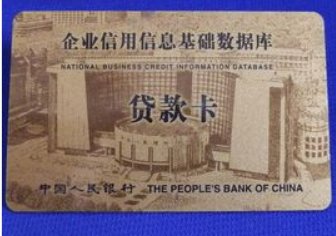 企业信用信息基础数据库
NATIONAL BUSINESS CREDIT INFORMATION DATABASE
贷款卡
中国人民银行 THE PEOPLE'S BANK OF CHINA